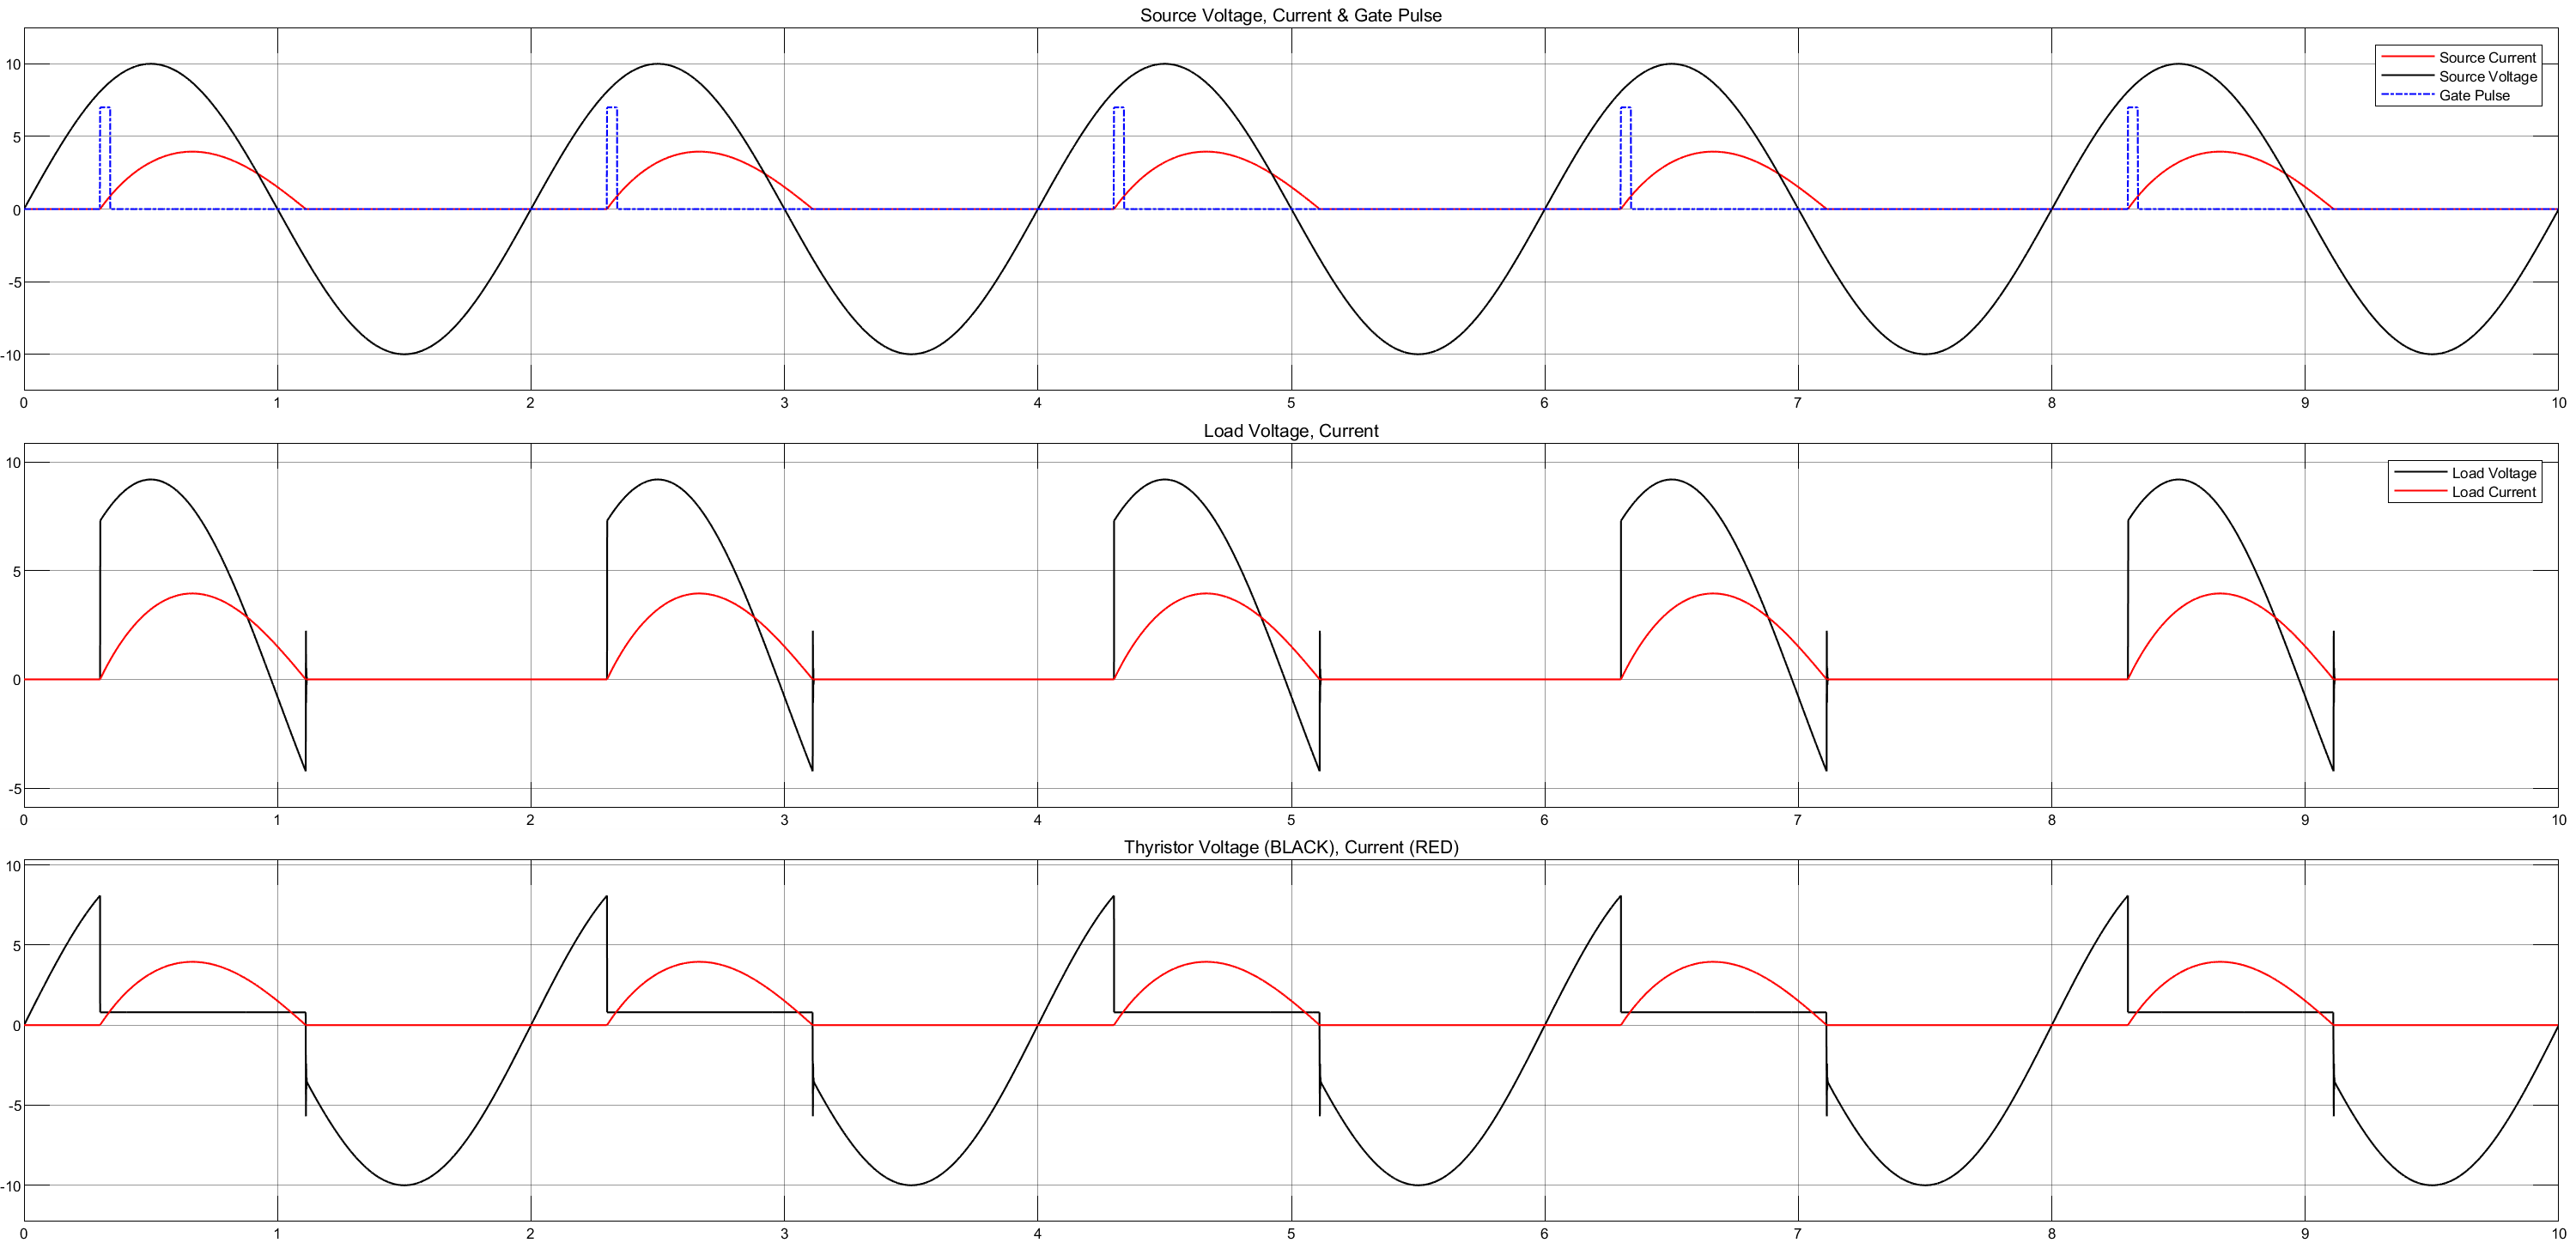 Source Voltage, Current & Gate Pulse
10
5
0
-5
-10
Source Current
Source Voltage
Gate Pulse
0 1 2 3 4 5 6 7 8 9 10
Load Voltage, Current
10
5
0
-5
Load Voltage
Load Current
0 1 2 3 4 5 6 7 8 9 10
Thyristor Voltage (BLACK), Current (RED)
10
5
0
-5
-10
0 1 2 3 4 5 6 7 8 9 10